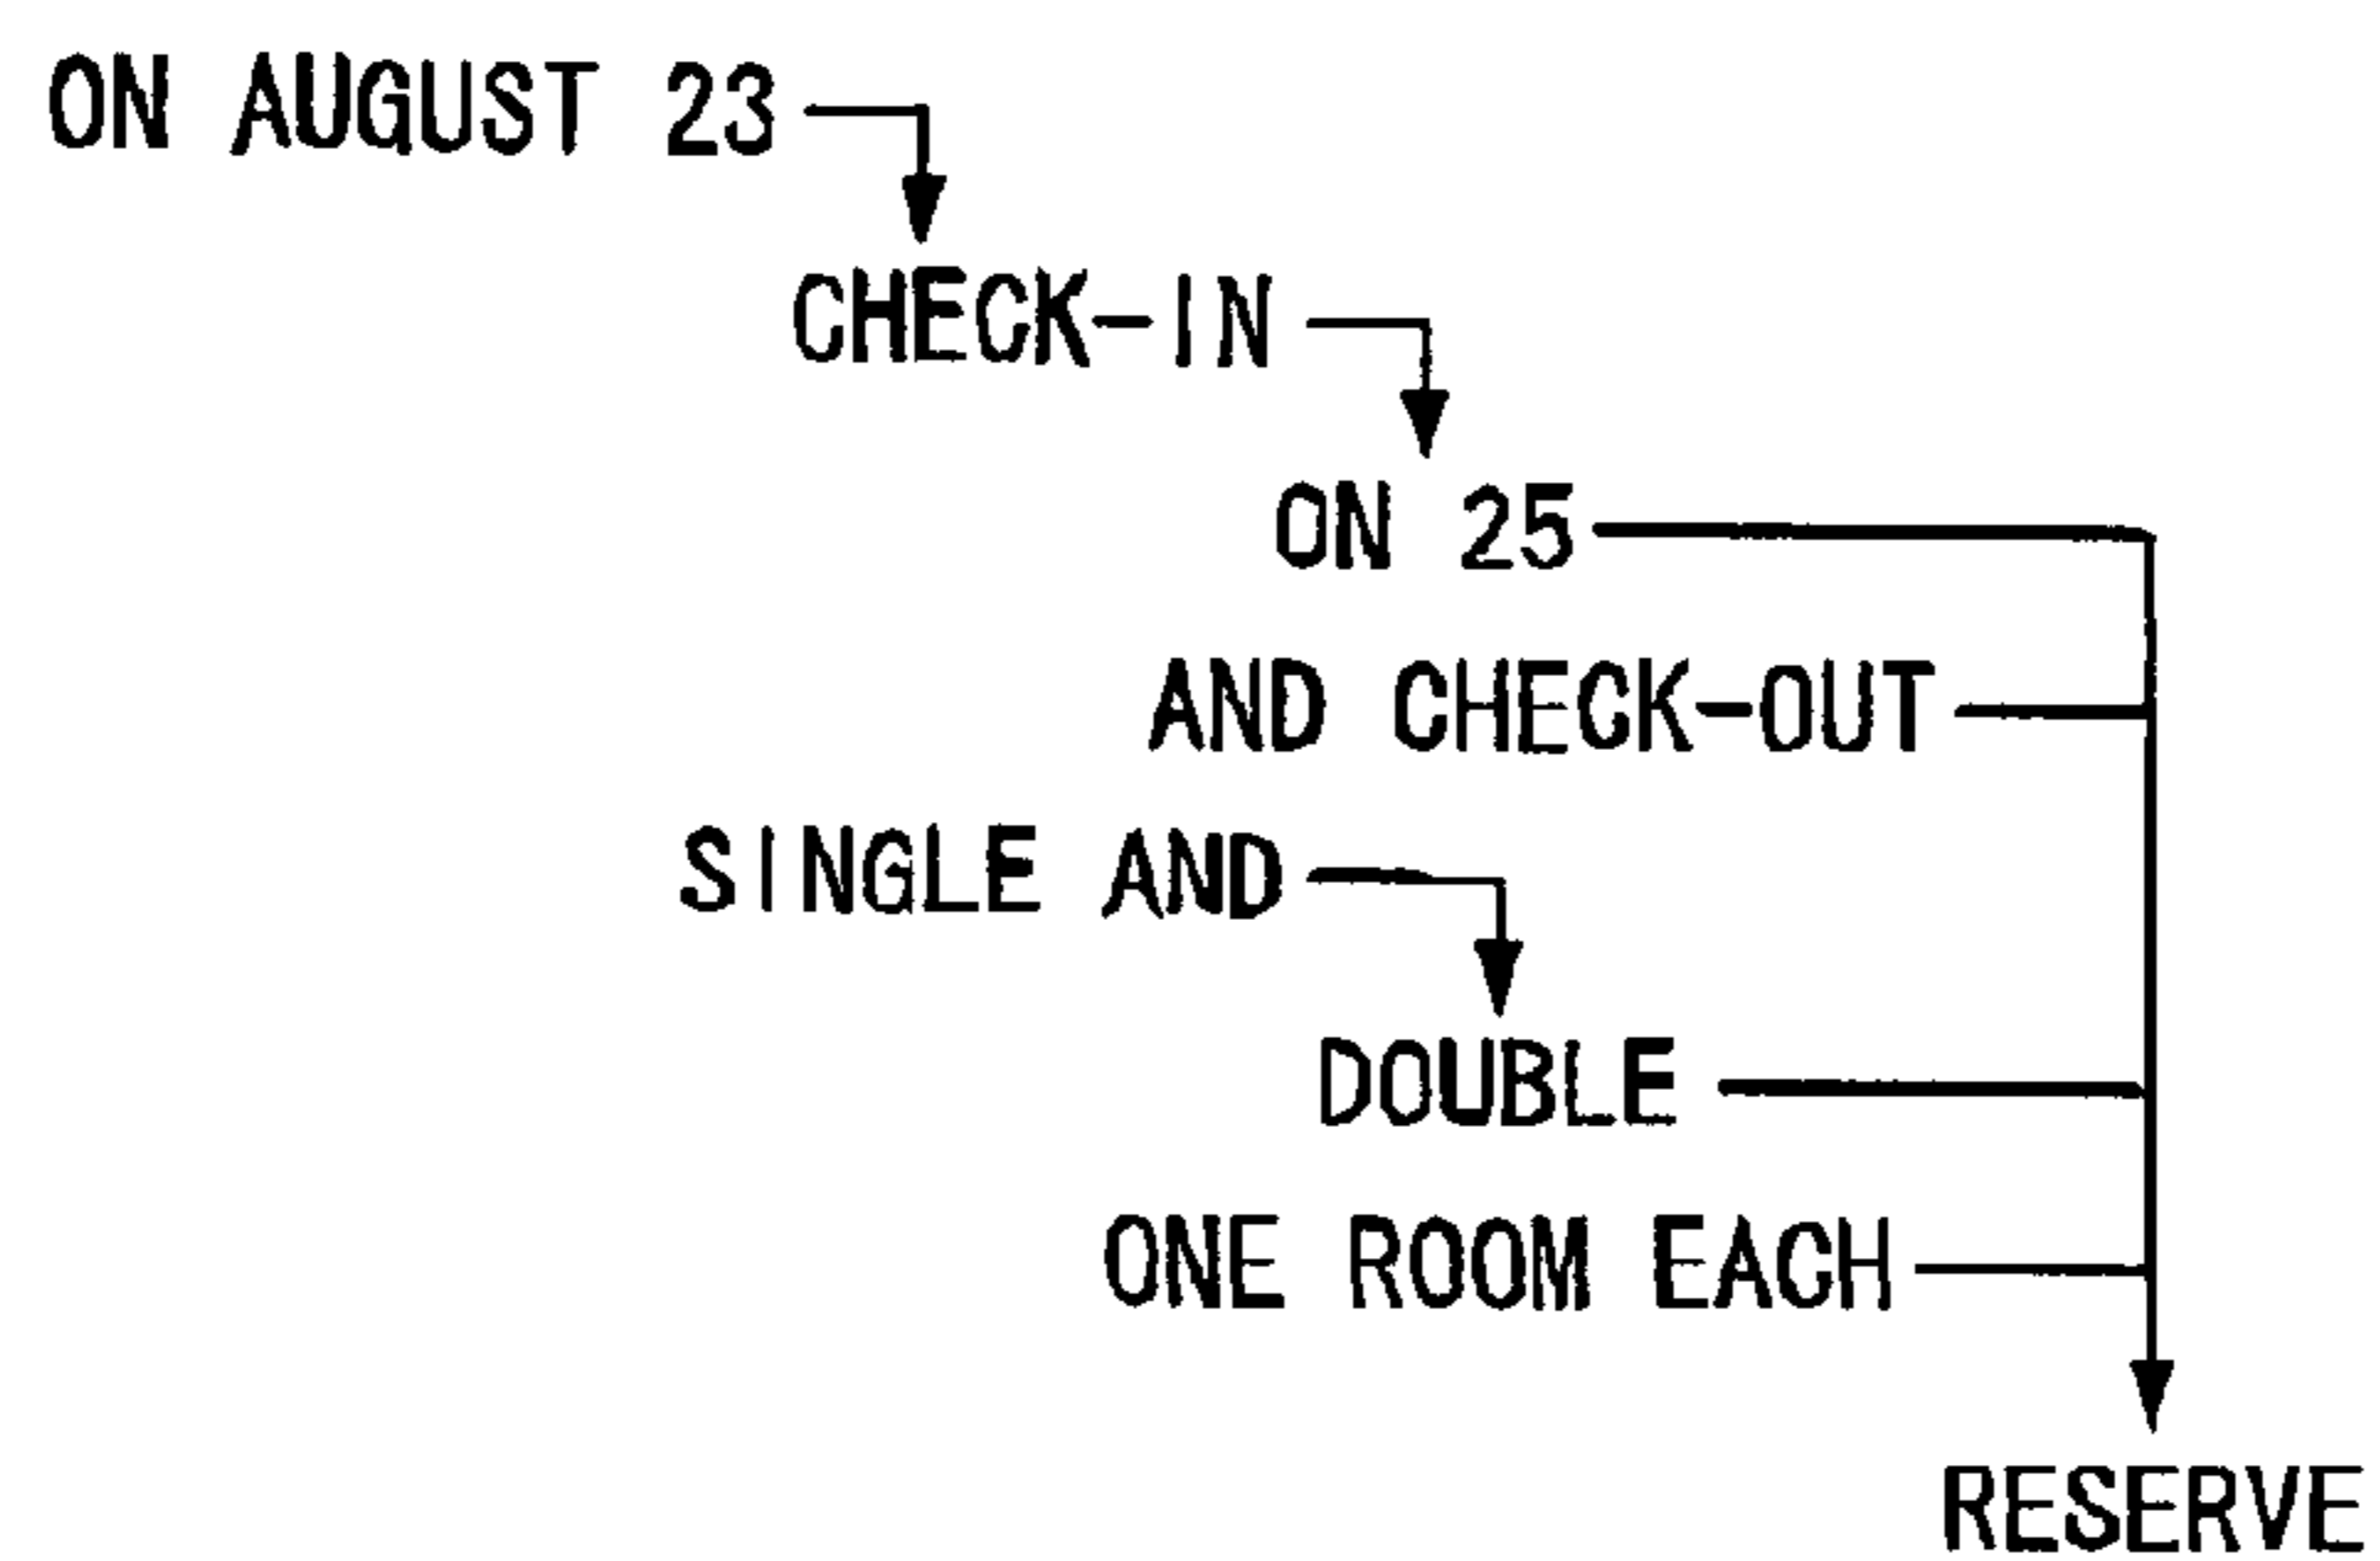 ON AUGUST 23
CHECK-IN
ON 25
AND CHECK-OUT
SINGLE AND
DOUBLE
ONE ROOM EACH
RESERVE